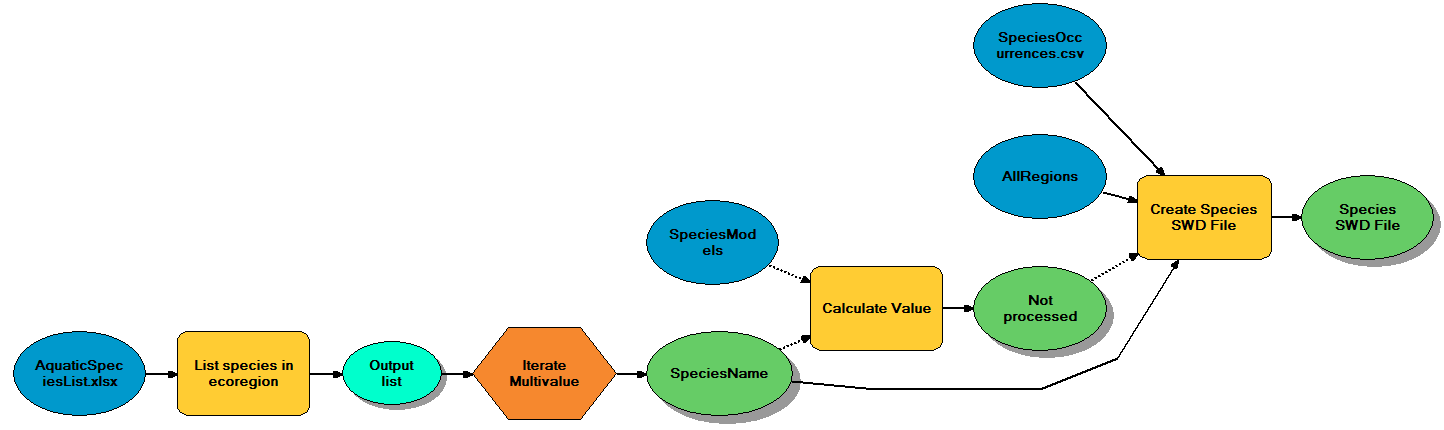 SpeciesOcc
urrences.csv
AllRegions
Create Species
SWD File
Species
SWD File
SpeciesMod
els
Calculate Value
Not
processed
AquaticSpec
iesList.xlsx
List species in
ecoregion
Output
list
Iterate
Multivalue
SpeciesName